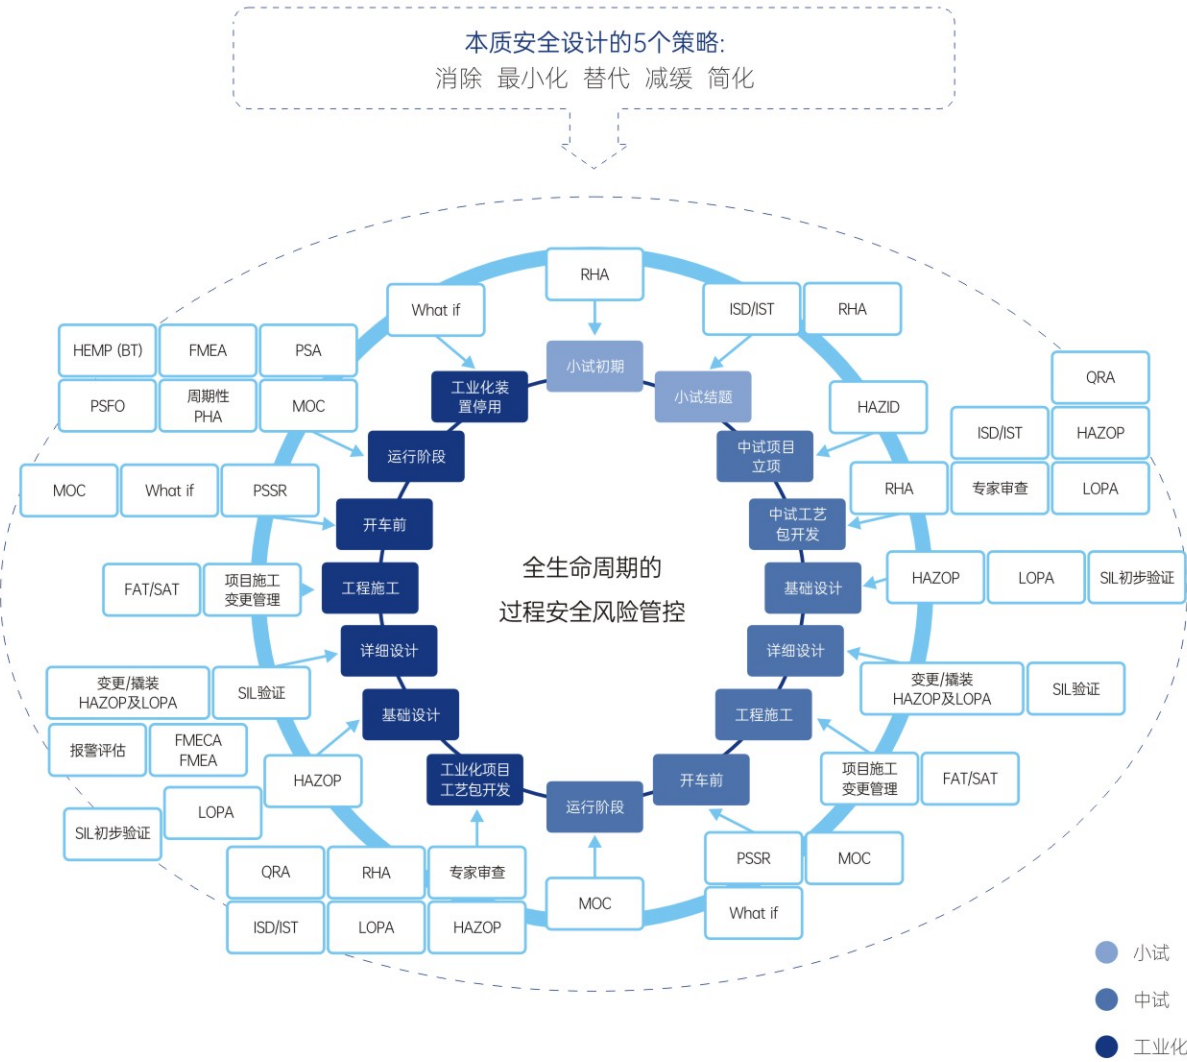 本质安全设计的5个策略:
消除 最小化 替代 减缓 简化
RHA
What if
ISD/IST
RHA
HEMP (BT)
FMEA
PSA
小试初期
工业化装
置停用
小试结题
QRA
PSFO
周期性
PHA
MOC
HAZID
ISD/IST
HAZOP
运行阶段
中试项目
立项
MOC
What if
PSSR
RHA
专家审查
LOPA
开车前
中试工艺
包开发
全生命周期的
过程安全风险管控
FAT/SAT
项目施工
变更管理
工程施工
基础设计
HAZOP
LOPA
SIL初步验证
详细设计
详细设计
变更/撬装
HAZOP及LOPA
SIL验证
变更/撬装
HAZOP及LOPA
SIL验证
基础设计
工程施工
报警评估
FMECA
FMEA
HAZOP
工业化项目
工艺包开发
开车前
项目施工
变更管理
FAT/SAT
LOPA
SIL初步验证
运行阶段
QRA
RHA
专家审查
PSSR
MOC
ISD/IST
LOPA
HAZOP
MOC
What if
小试
中试
工业化